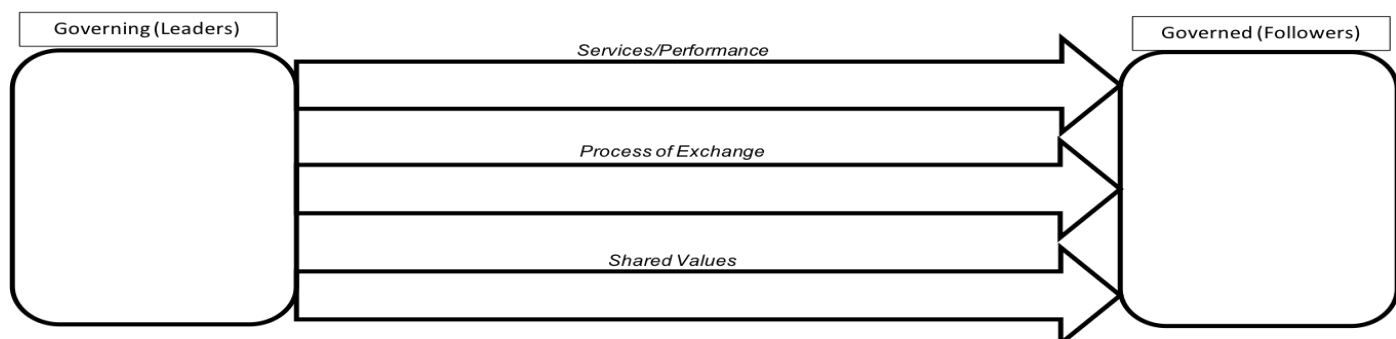 Governing (Leaders)
Governed (Followers)
Services/Performance
Process of Exchange
Shared Values